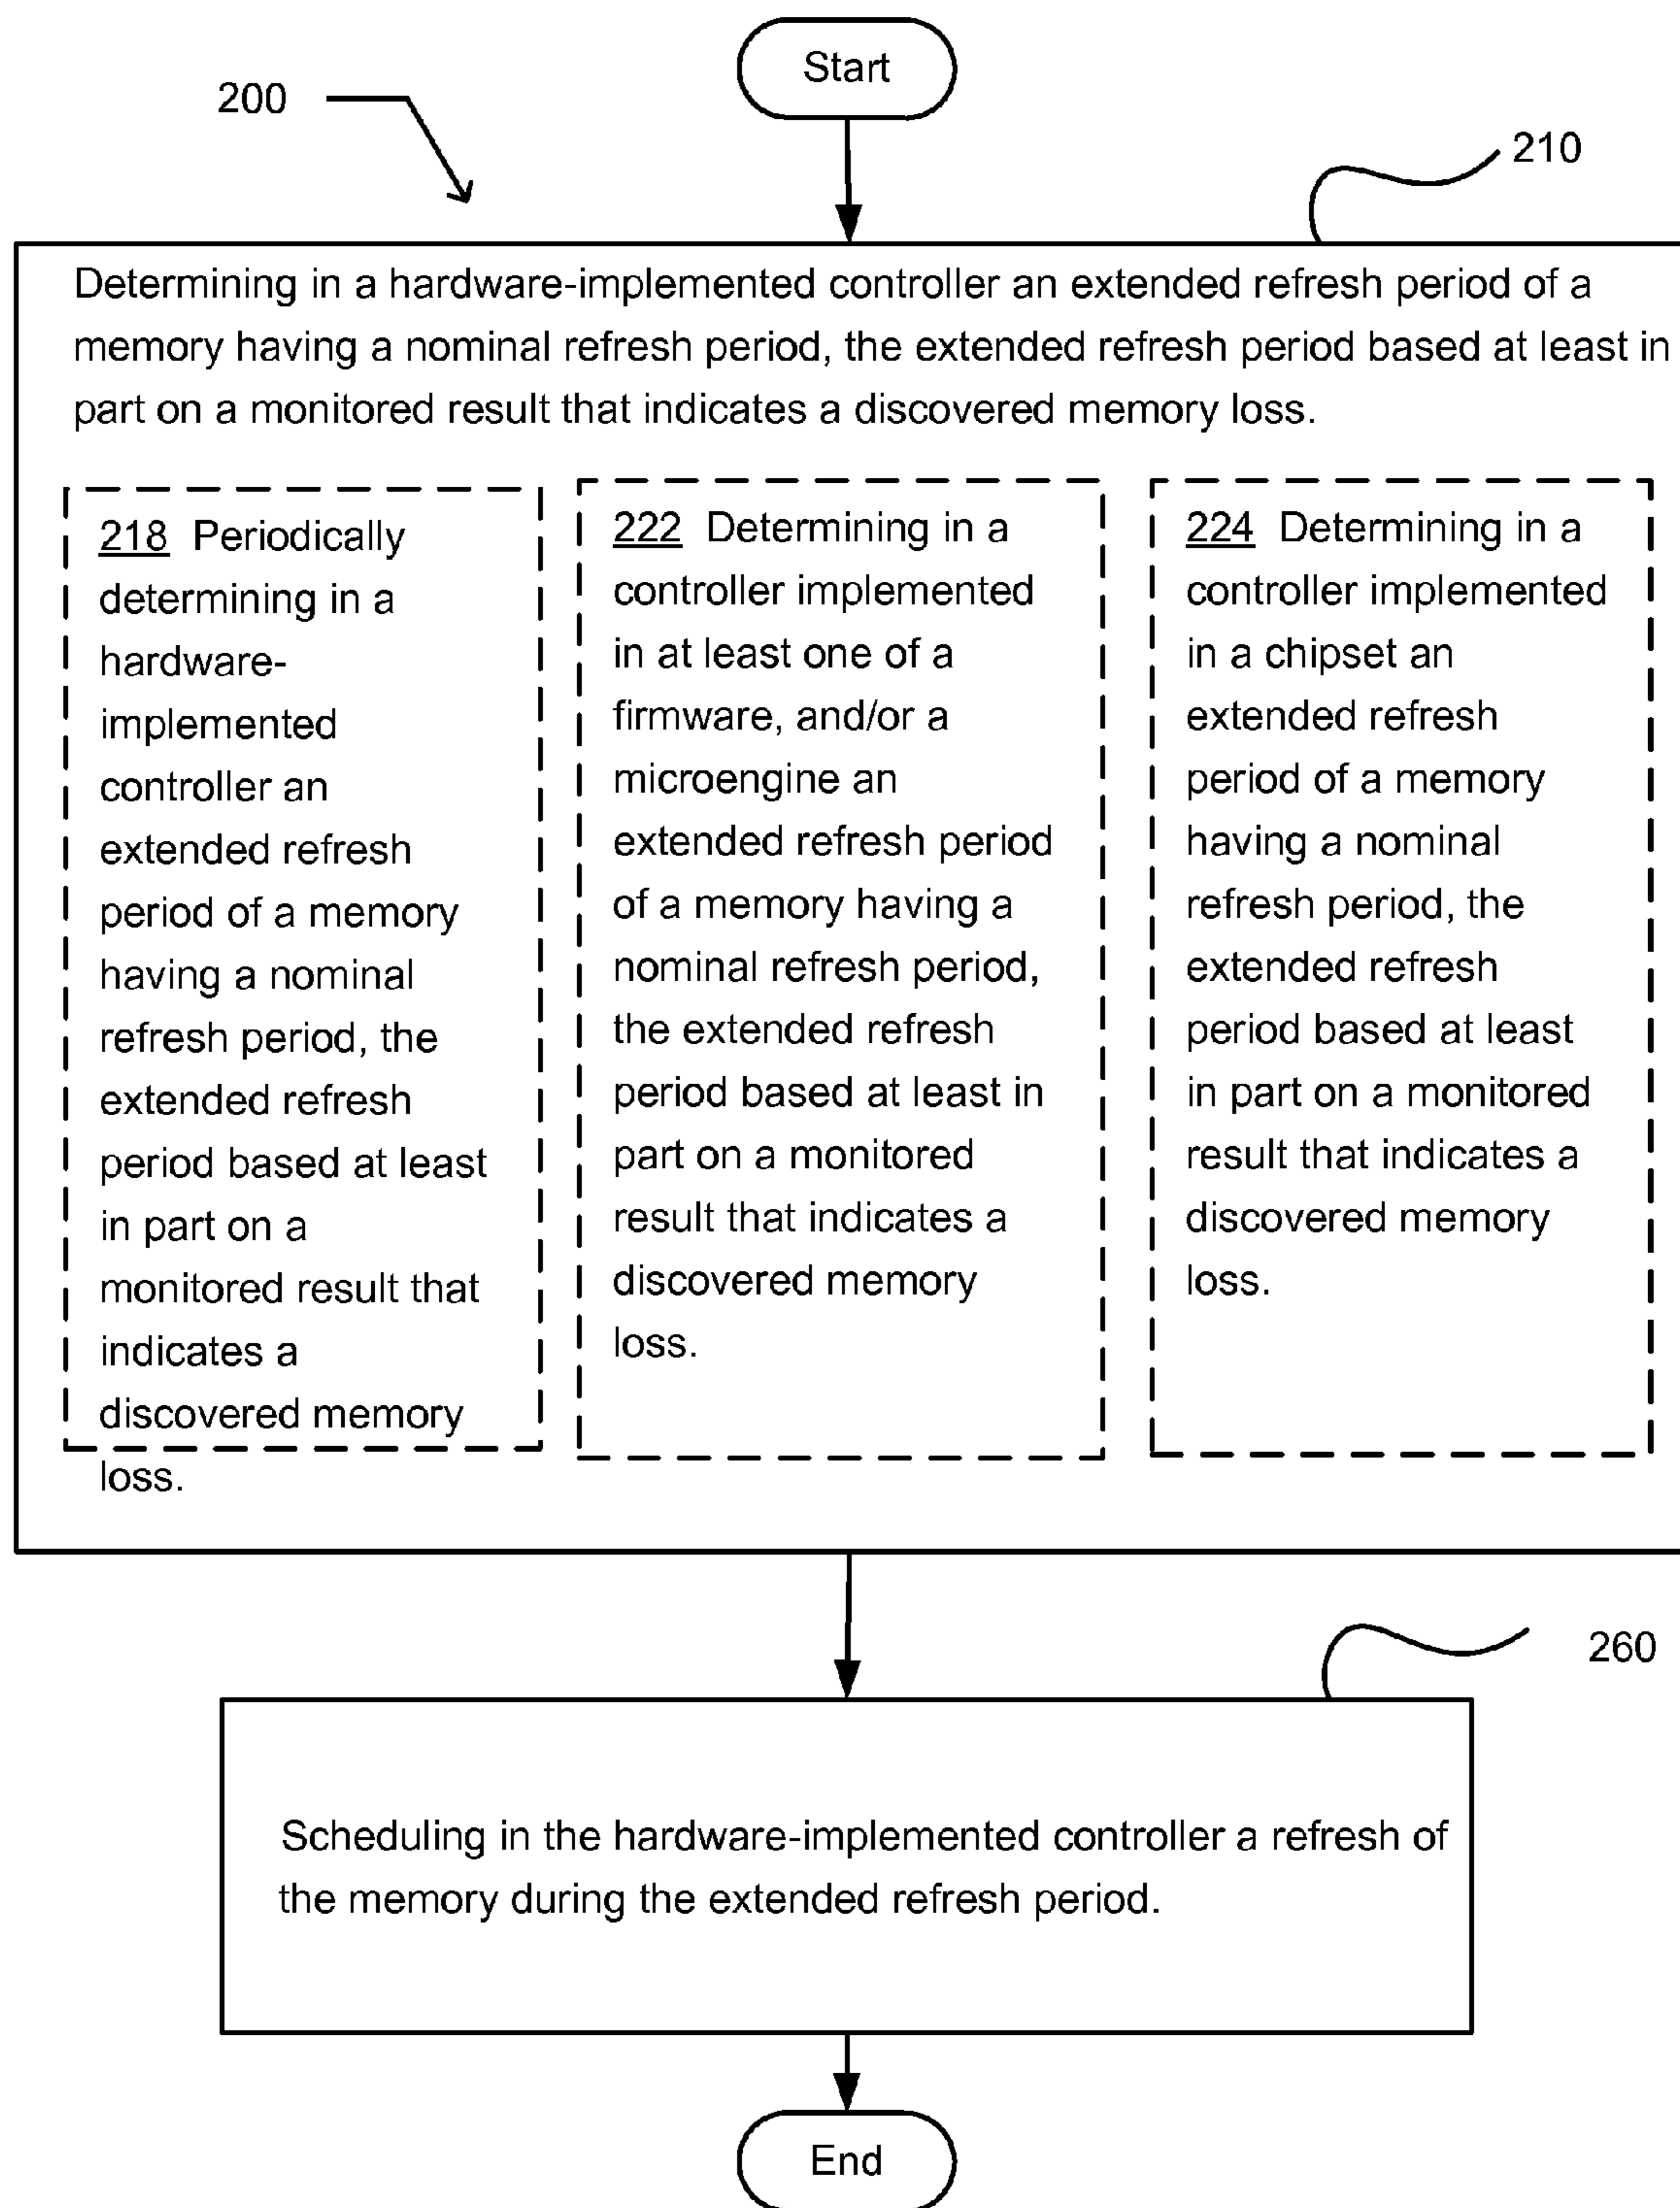 Start
200
210
Determining in a hardware-implemented controller an extended refresh period of a
memory having a nominal refresh period, the extended refresh period based at least in
part on a monitored result that indicates a discovered memory loss.
218 Periodically
determining in a
hardware-
implemented
controller an
extended refresh
period of a memory
having a nominal
refresh period, the
extended refresh
period based at least
in part on a
monitored result that
indicates a
discovered memory
loss.
222 Determining in a
controller implemented
in at least one of a
firmware, and/or a
microengine an
extended refresh period
of a memory having a
nominal refresh period,
the extended refresh
period based at least in
part on a monitored
result that indicates a
discovered memory
loss.
224 Determining in a
controller implemented
in a chipset an
extended refresh
period of a memory
having a nominal
refresh period, the
extended refresh
period based at least
in part on a monitored
result that indicates a
discovered memory
loss.
260
Scheduling in the hardware-implemented controller a refresh of
the memory during the extended refresh period.
End